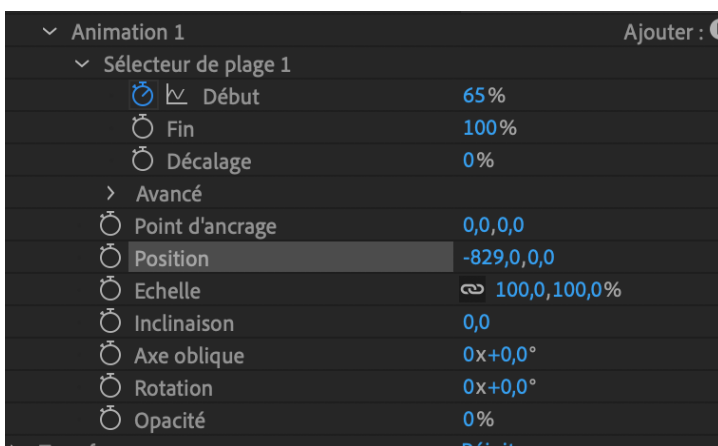 Animation 1 Ajouter :
Sélecteur de plage 1
Début 65%
Fin 100%
Décalage 0%
Avancé
Point d'ancrage 0,0,0,0
Position -829,0,0,0
Echelle 100,0,100,0%
Inclinaison 0,0
Axe oblique 0x+0,0°
Rotation 0x+0,0°
Opacité 0%